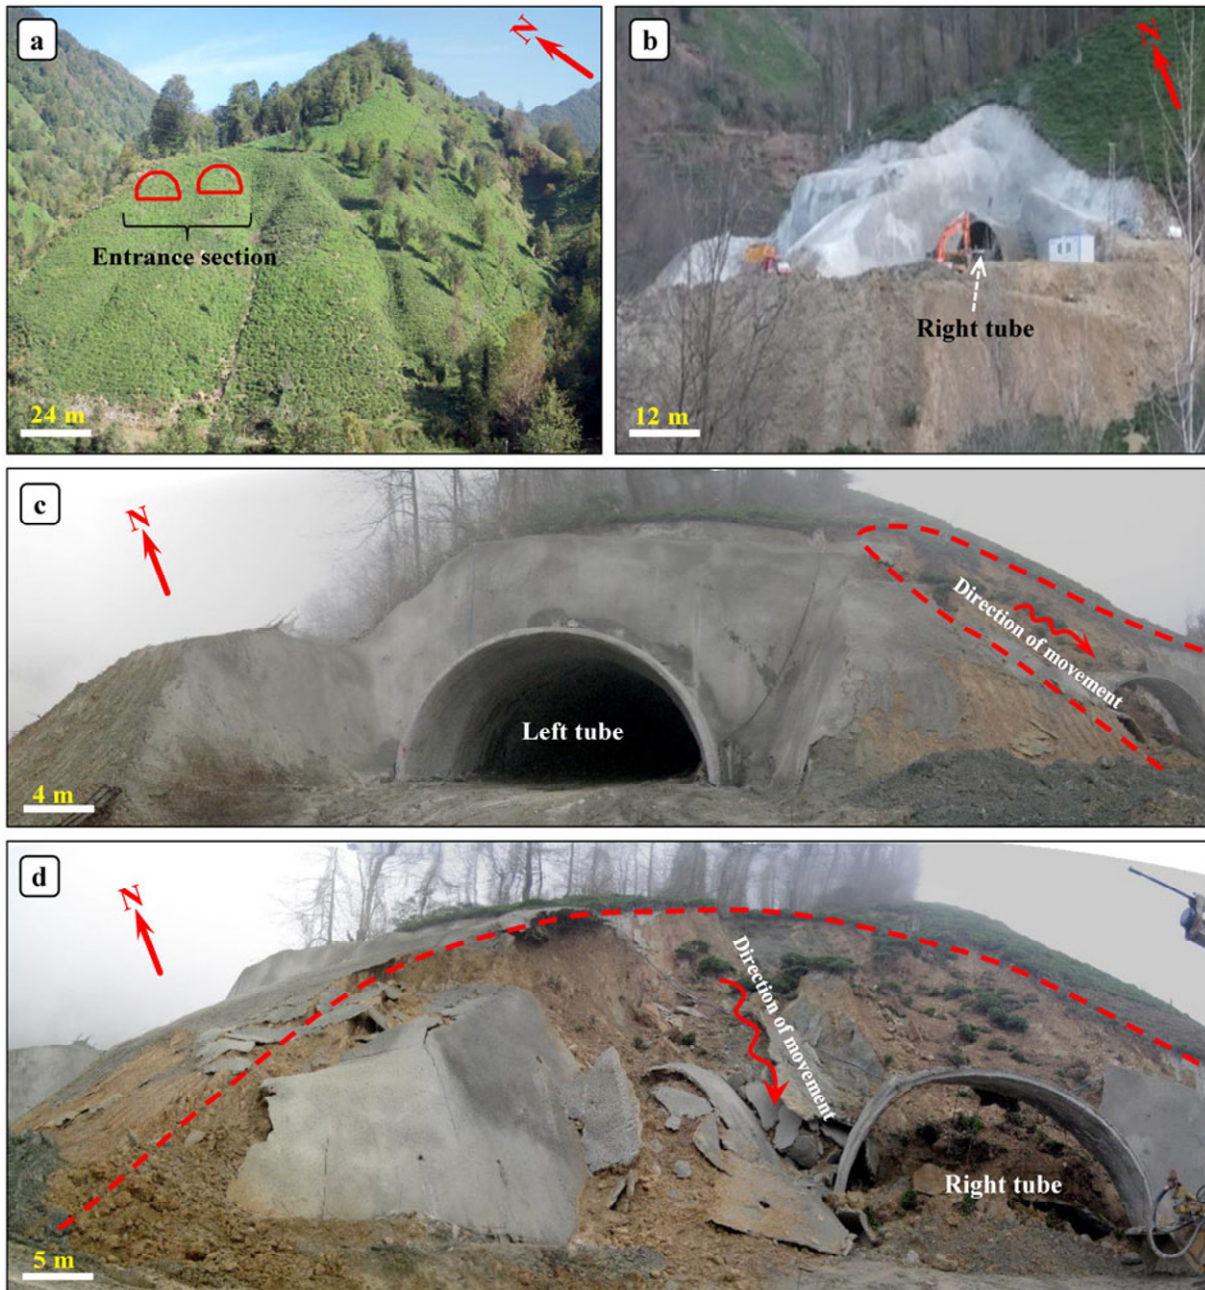 a
N
Entrance section
24 m
b
N
Right tube
12 m
c
N
Direction of movement
Left tube
4 m
d
N
Direction of movement
Right tube
5 m